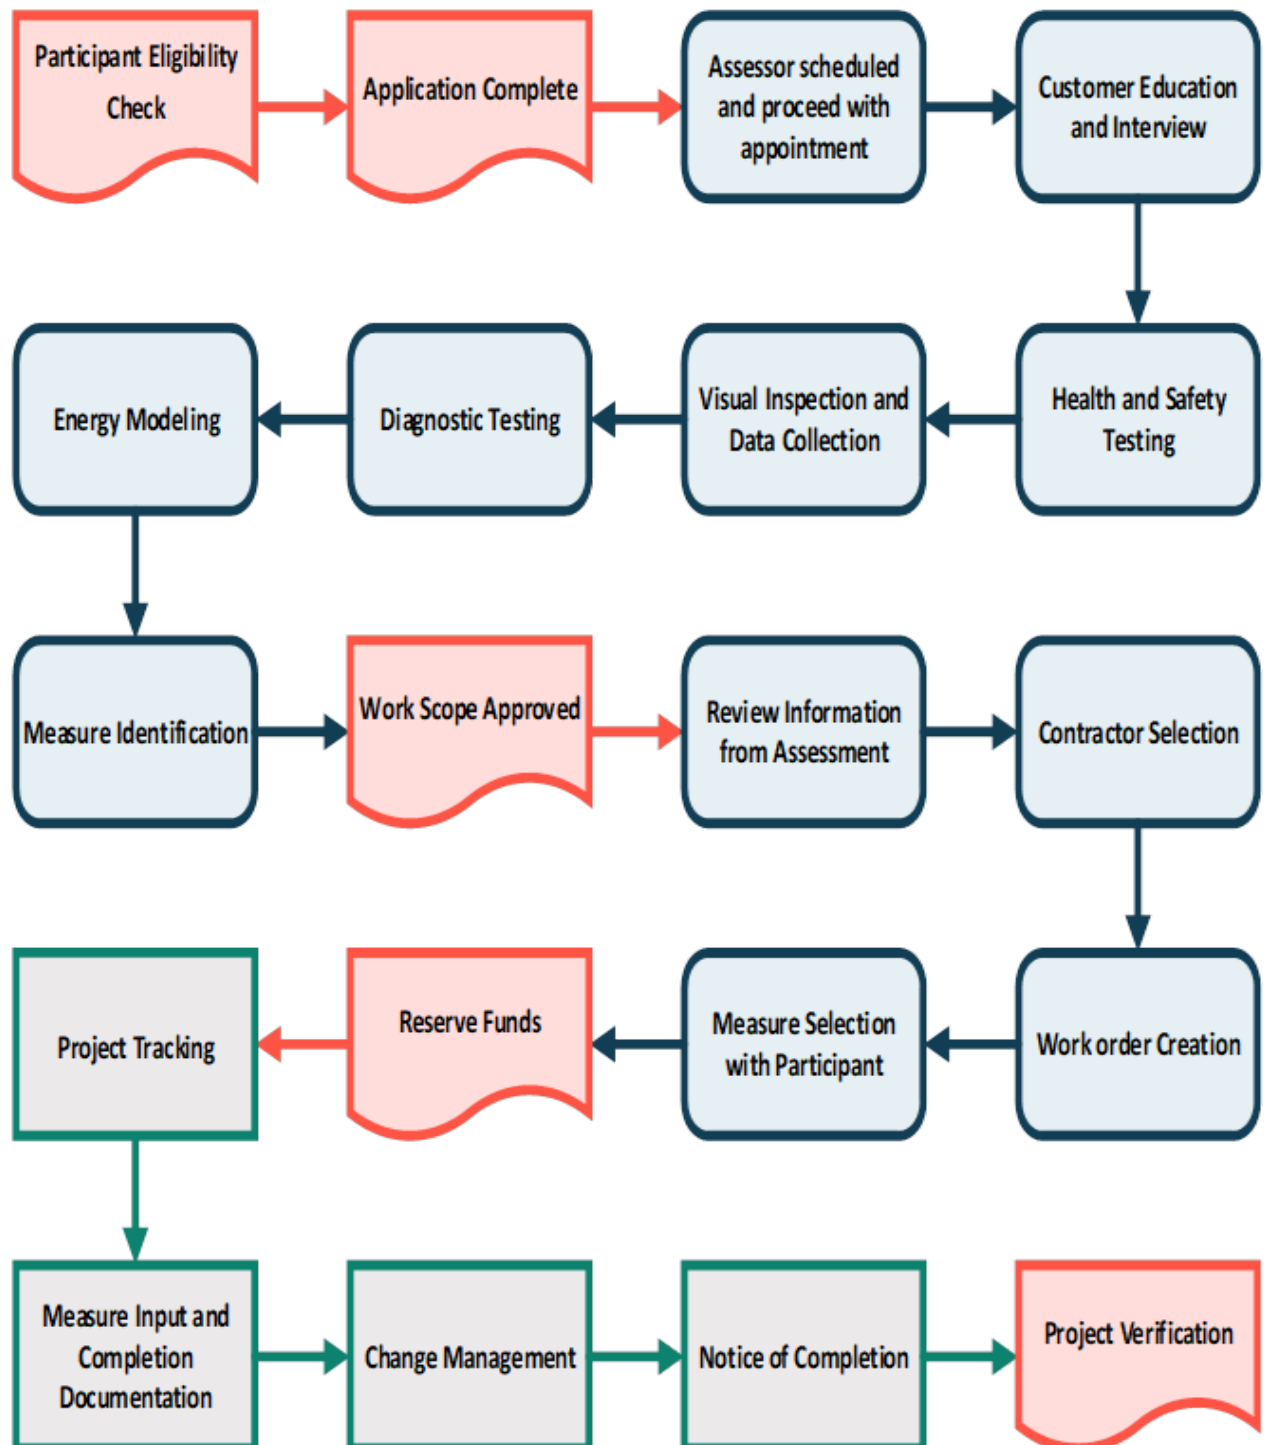 Participant Eligibility
Check
Application Complete
Assessor scheduled
and proceed with
appointment
Customer Education
and Interview
Energy Modeling
Diagnostic Testing
Visual Inspection and
Data Collection
Health and Safety
Testing
Measure Identification
Work Scope Approved
Review Information
from Assessment
Contractor Selection
Project Tracking
Reserve Funds
Measure Selection
with Participant
Work order Creation
Measure Input and
Completion
Documentation
Change Management
Notice of Completion
Project Verification